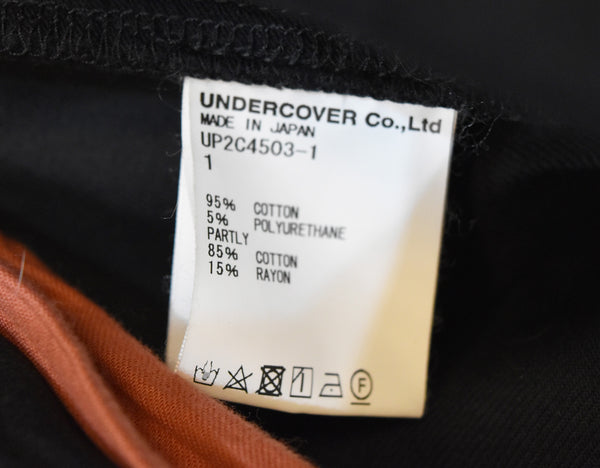 UNDERCOVER Co.,Ltd
MADE IN JAPAN
UP2C4503-1
1
95% COTTON
5% POLYURETHANE
PARTLY
85% COTTON
15% RAYON
F